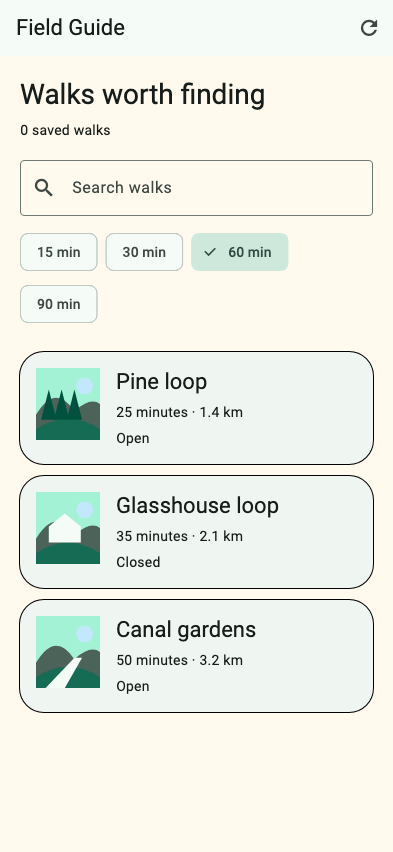 Field Guide
Walks worth finding
0 saved walks
Search walks
15 min
30 min
60 min
90 min
Pine loop
25 minutes · 1.4 km
Open
Glasshouse loop
35 minutes · 2.1 km
Closed
Canal gardens
50 minutes · 3.2 km
Open